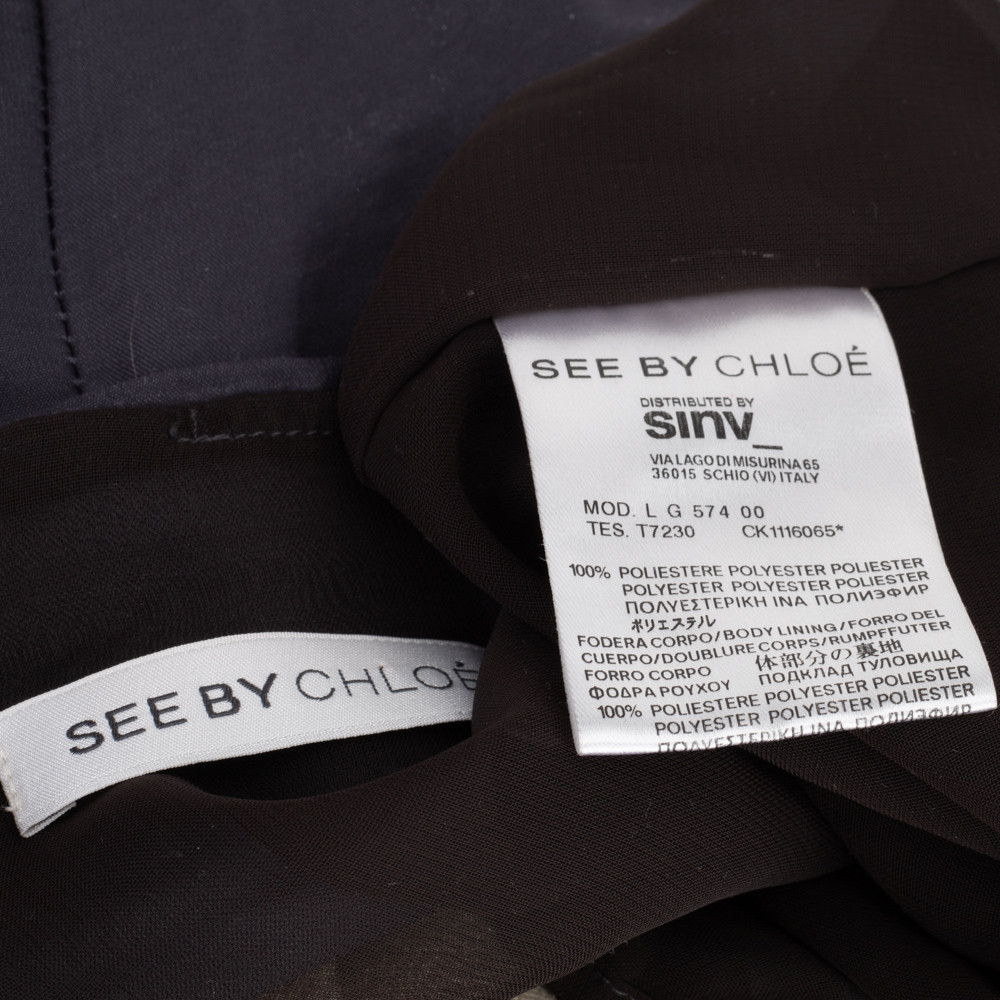 SEE BY CHLOÉ
DISTRIBUTED BY
sinv_
VIA LAGO DI MISURINA 65
36015 SCHIO (VI) ITALY
MOD. L G 574 00
TES. T7230 CK1116065*
100% POLIESTERE POLYESTER POLIESTER
POLYESTER POLYESTER POLIESTER
ΠΟΛΥΕΣΤΕΡΙΚΗ ΙΝΑ ПОЛИЭФИР
ポリエステル
FODERA CORPO/BODY LINING/FORRO DEL
CUERPO/DOUBLURE CORPS/RUMPFFUTTER
FORRO CORPO 体部分の裏地
ΦΟΔΡΑ ΡΟΥΧΟΥ ПОДКЛАД ТУЛОВИЩА
100% POLIESTERE POLYESTER POLIESTER
POLYESTER POLYESTER POLIESTER
ΠΟΛΥΕΣΤΕΡΙΚΗ ΙΝΑ ПОЛИЭФИР
SEE BY CHLOÉ